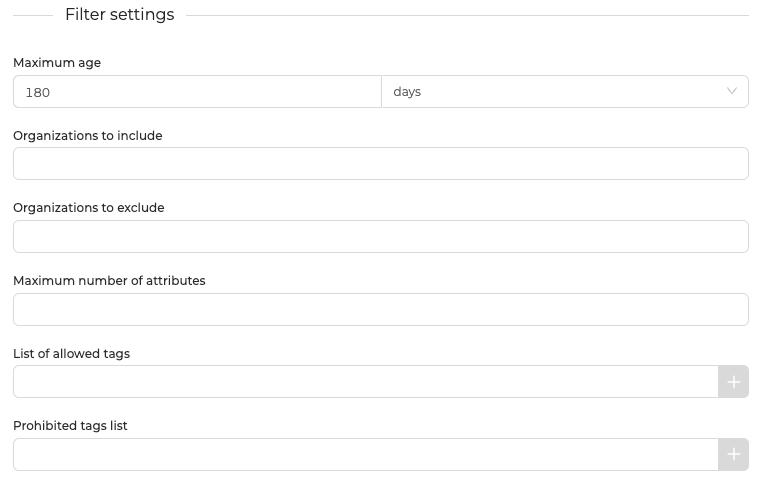 Filter settings
Maximum age
180
days
Organizations to include
Organizations to exclude
Maximum number of attributes
List of allowed tags
Prohibited tags list